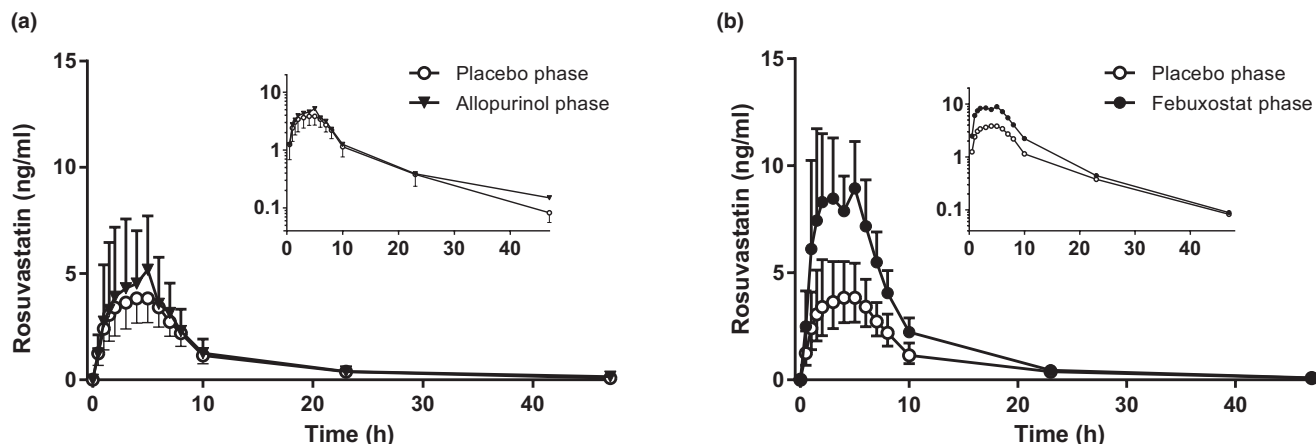 (a)
15
10
5
0
Rosuvastatin (ng/ml)
0 10 20 30 40
Time (h)
Placebo phase
Allopurinol phase
10
1
0.1
0 10 20 30 40
(b)
15
10
5
0
Rosuvastatin (ng/ml)
0 10 20 30 40
Time (h)
Placebo phase
Febuxostat phase
10
1
0.1
0 10 20 30 40